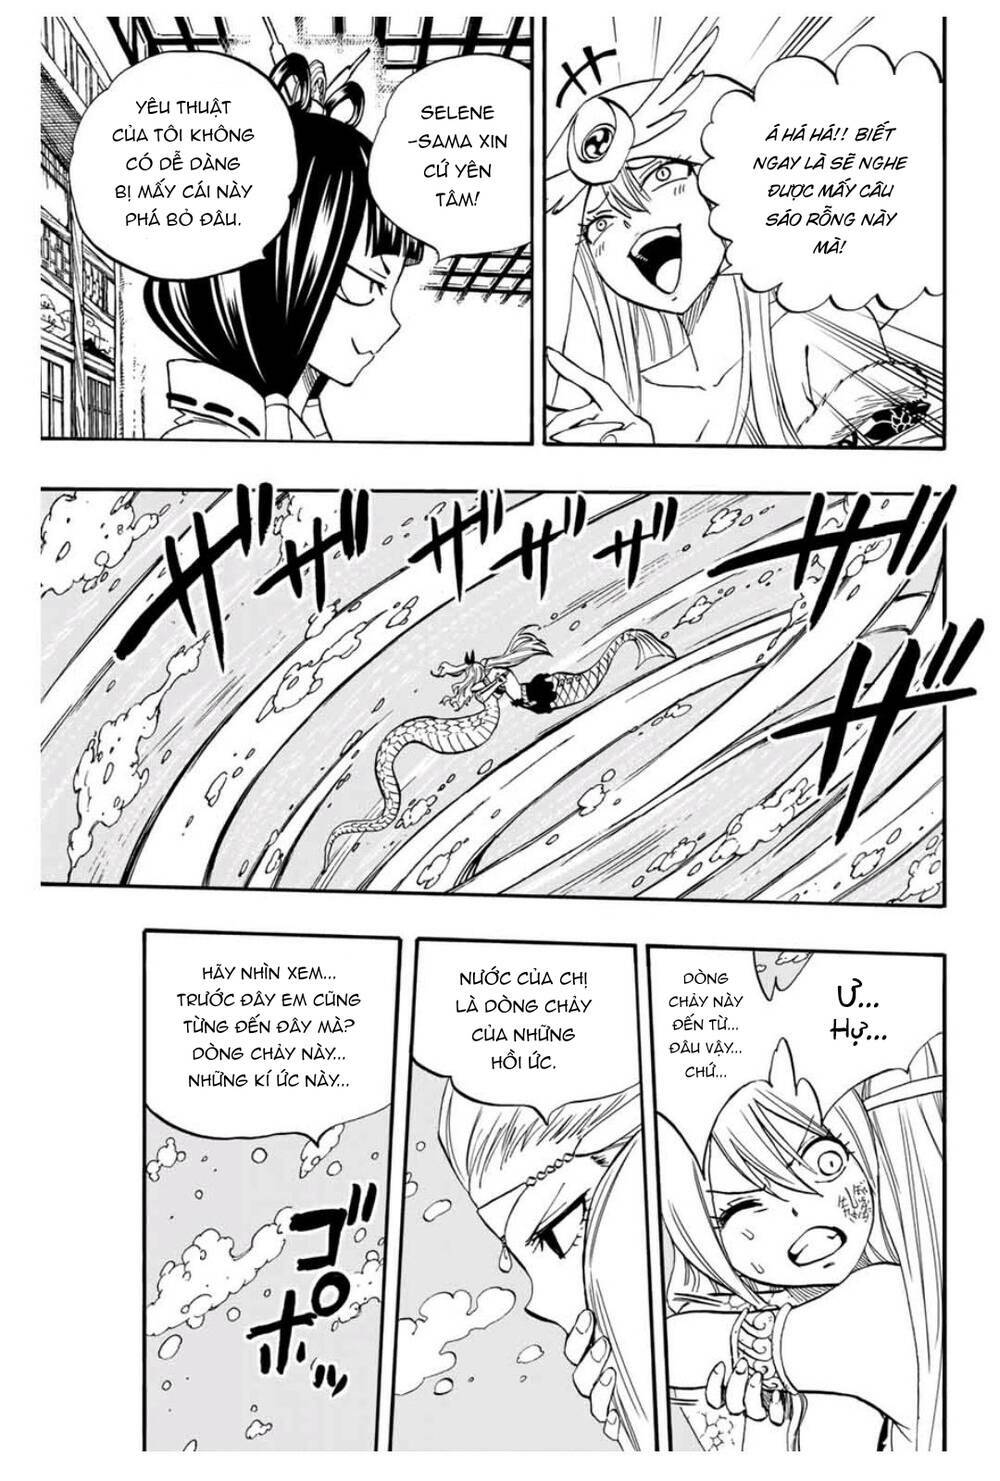 Á HÁ HÁ!! BIẾT
NGAY LÀ SẼ NGHE
ĐƯỢC MẤY CÂU
SÁO RỖNG NÀY
MÀ!
SELENE
-SAMA XIN
CỨ YÊN
TÂM!
YÊU THUẬT
CỦA TÔI KHÔNG
CÓ DỄ DÀNG
BỊ MẤY CÁI NÀY
PHÁ BỎ ĐÂU.
ザザザザザザ
ザザ
Ư...
HỰ...
DÒNG
CHẢY NÀY
ĐẾN TỪ...
ĐÂU VẬY...
CHỨ...
NƯỚC CỦA CHỊ
LÀ DÒNG CHẢY
CỦA NHỮNG
HỒI ỨC.
HÃY NHÌN XEM...
TRƯỚC ĐÂY EM CŨNG
TỪNG ĐẾN ĐÂY MÀ?
DÒNG CHẢY NÀY...
NHỮNG KÍ ỨC NÀY...
ゴポッ